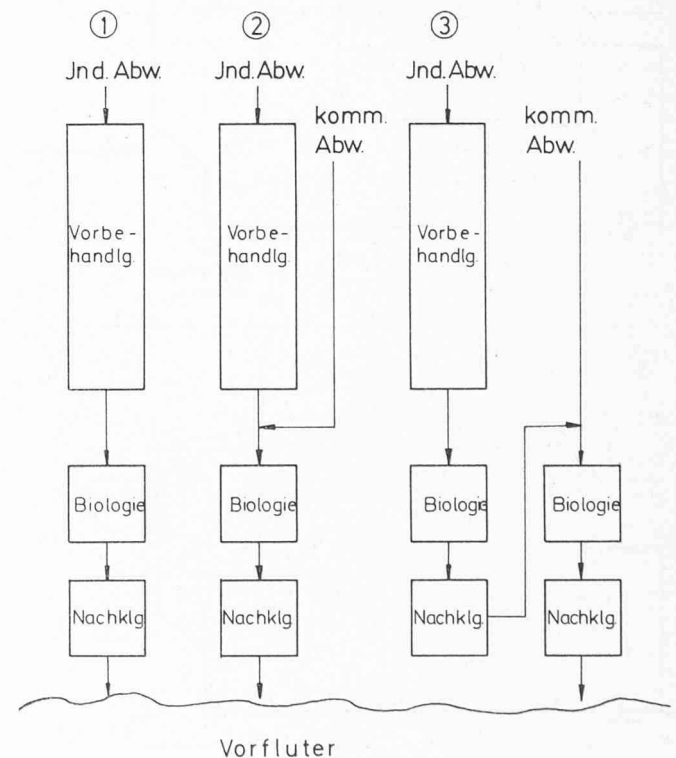 ① ② ③
Jnd. Abw. Jnd. Abw. Jnd. Abw.
komm. komm.
Abw. Abw.
Vorbe- Vorbe- Vorbe-
handlg. handlg. handlg.
Biologie Biologie Biologie Biologie
Nachklg. Nachklg. Nachklg. Nachklg.
Vorfluter